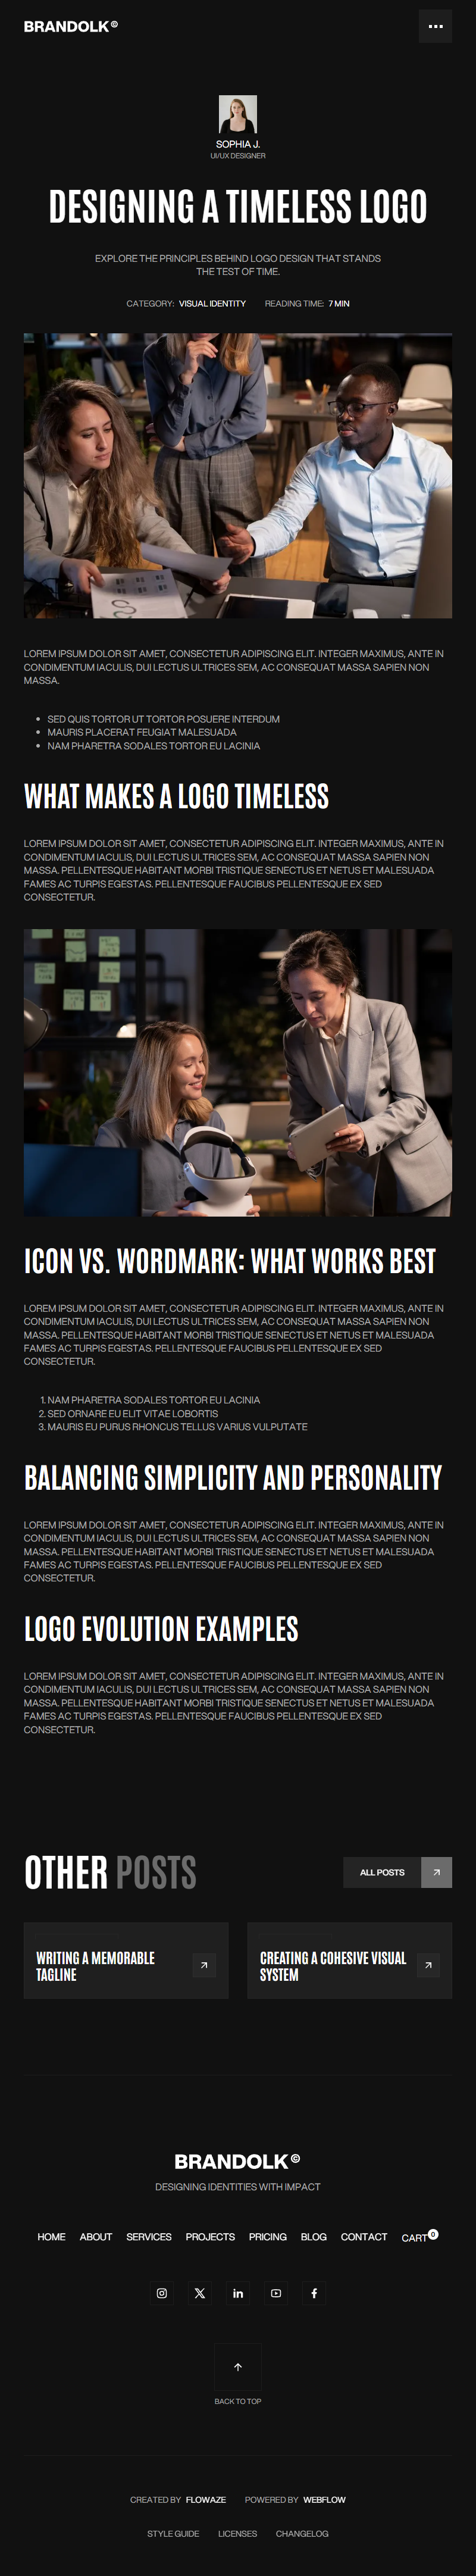 BRANDOLK©
SOPHIA J.
UI/UX DESIGNER
DESIGNING A TIMELESS LOGO
EXPLORE THE PRINCIPLES BEHIND LOGO DESIGN THAT STANDS
THE TEST OF TIME.
CATEGORY: VISUAL IDENTITY READING TIME: 7 MIN
LOREM IPSUM DOLOR SIT AMET, CONSECTETUR ADIPISCING ELIT. INTEGER MAXIMUS, ANTE IN
CONDIMENTUM IACULIS, DUI LECTUS ULTRICES SEM, AC CONSEQUAT MASSA SAPIEN NON
MASSA.
• SED QUIS TORTOR UT TORTOR POSUERE INTERDUM
• MAURIS PLACERAT FEUGIAT MALESUADA
• NAM PHARETRA SODALES TORTOR EU LACINIA
WHAT MAKES A LOGO TIMELESS
LOREM IPSUM DOLOR SIT AMET, CONSECTETUR ADIPISCING ELIT. INTEGER MAXIMUS, ANTE IN
CONDIMENTUM IACULIS, DUI LECTUS ULTRICES SEM, AC CONSEQUAT MASSA SAPIEN NON
MASSA. PELLENTESQUE HABITANT MORBI TRISTIQUE SENECTUS ET NETUS ET MALESUADA
FAMES AC TURPIS EGESTAS. PELLENTESQUE FAUCIBUS PELLENTESQUE EX SED
CONSECTETUR.
ICON VS. WORDMARK: WHAT WORKS BEST
LOREM IPSUM DOLOR SIT AMET, CONSECTETUR ADIPISCING ELIT. INTEGER MAXIMUS, ANTE IN
CONDIMENTUM IACULIS, DUI LECTUS ULTRICES SEM, AC CONSEQUAT MASSA SAPIEN NON
MASSA. PELLENTESQUE HABITANT MORBI TRISTIQUE SENECTUS ET NETUS ET MALESUADA
FAMES AC TURPIS EGESTAS. PELLENTESQUE FAUCIBUS PELLENTESQUE EX SED
CONSECTETUR.
1. NAM PHARETRA SODALES TORTOR EU LACINIA
2. SED ORNARE EU ELIT VITAE LOBORTIS
3. MAURIS EU PURUS RHONCUS TELLUS VARIUS VULPUTATE
BALANCING SIMPLICITY AND PERSONALITY
LOREM IPSUM DOLOR SIT AMET, CONSECTETUR ADIPISCING ELIT. INTEGER MAXIMUS, ANTE IN
CONDIMENTUM IACULIS, DUI LECTUS ULTRICES SEM, AC CONSEQUAT MASSA SAPIEN NON
MASSA. PELLENTESQUE HABITANT MORBI TRISTIQUE SENECTUS ET NETUS ET MALESUADA
FAMES AC TURPIS EGESTAS. PELLENTESQUE FAUCIBUS PELLENTESQUE EX SED
CONSECTETUR.
LOGO EVOLUTION EXAMPLES
LOREM IPSUM DOLOR SIT AMET, CONSECTETUR ADIPISCING ELIT. INTEGER MAXIMUS, ANTE IN
CONDIMENTUM IACULIS, DUI LECTUS ULTRICES SEM, AC CONSEQUAT MASSA SAPIEN NON
MASSA. PELLENTESQUE HABITANT MORBI TRISTIQUE SENECTUS ET NETUS ET MALESUADA
FAMES AC TURPIS EGESTAS. PELLENTESQUE FAUCIBUS PELLENTESQUE EX SED
CONSECTETUR.
OTHER POSTS
ALL POSTS
WRITING A MEMORABLE
TAGLINE
CREATING A COHESIVE VISUAL
SYSTEM
BRANDOLK©
DESIGNING IDENTITIES WITH IMPACT
HOME ABOUT SERVICES PROJECTS PRICING BLOG CONTACT CART 0
BACK TO TOP
CREATED BY FLOWAZE POWERED BY WEBFLOW
STYLE GUIDE LICENSES CHANGELOG